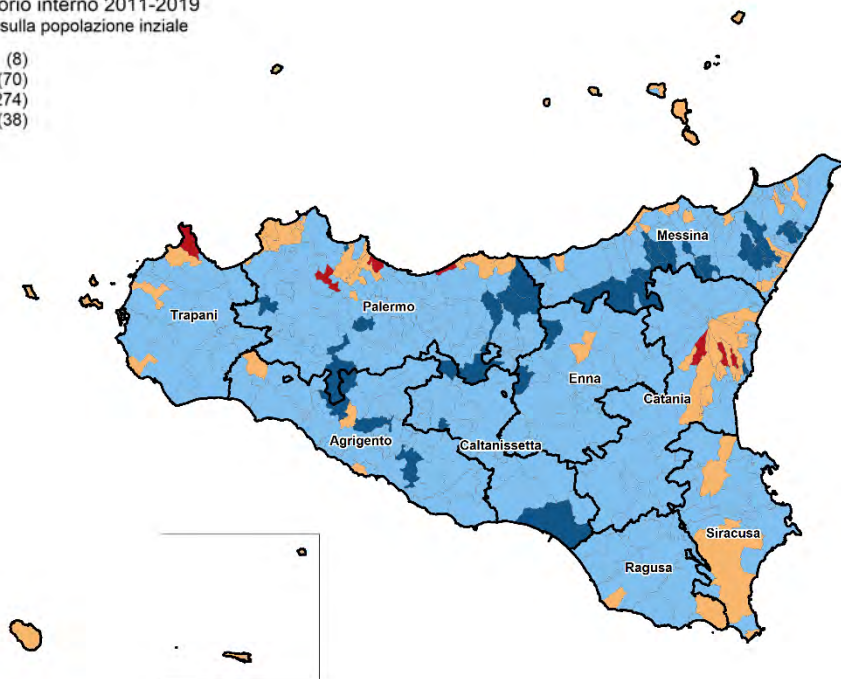 orio interno 2011-2019
sulla popolazione inziale
(8)
(70)
274)
(38)
Messina
Trapani
Palermo
Enna
Catania
Agrigento
Caltanissetta
Siracusa
Ragusa